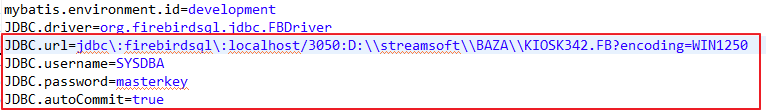 mybatis.environment.id=development
JDBC.driver=org.firebirdsql.jdbc.FBDriver
JDBC.url=jdbc\:firebirdsql\:localhost/3050:D:\\streamsoft\\BAZA\\KIOSK342.FB?encoding=WIN1250
JDBC.username=SYSDBA
JDBC.password=masterkey
JDBC.autoCommit=true